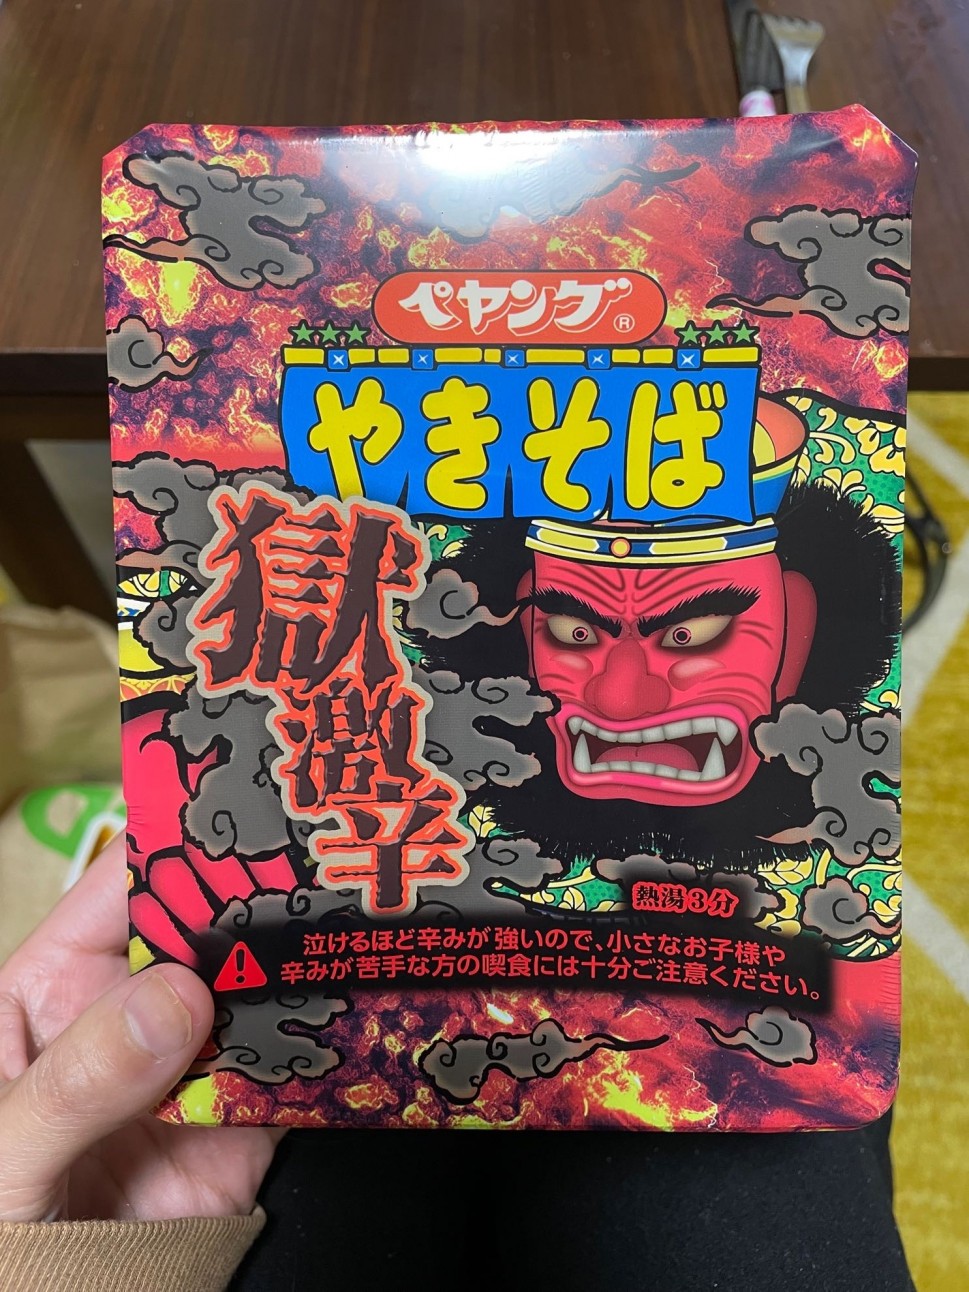 ペヤング®
やきそば
獄激辛
熱湯3分
泣けるほど辛みが強いので、小さなお子様や
辛みが苦手な方の喫食には十分ご注意ください。